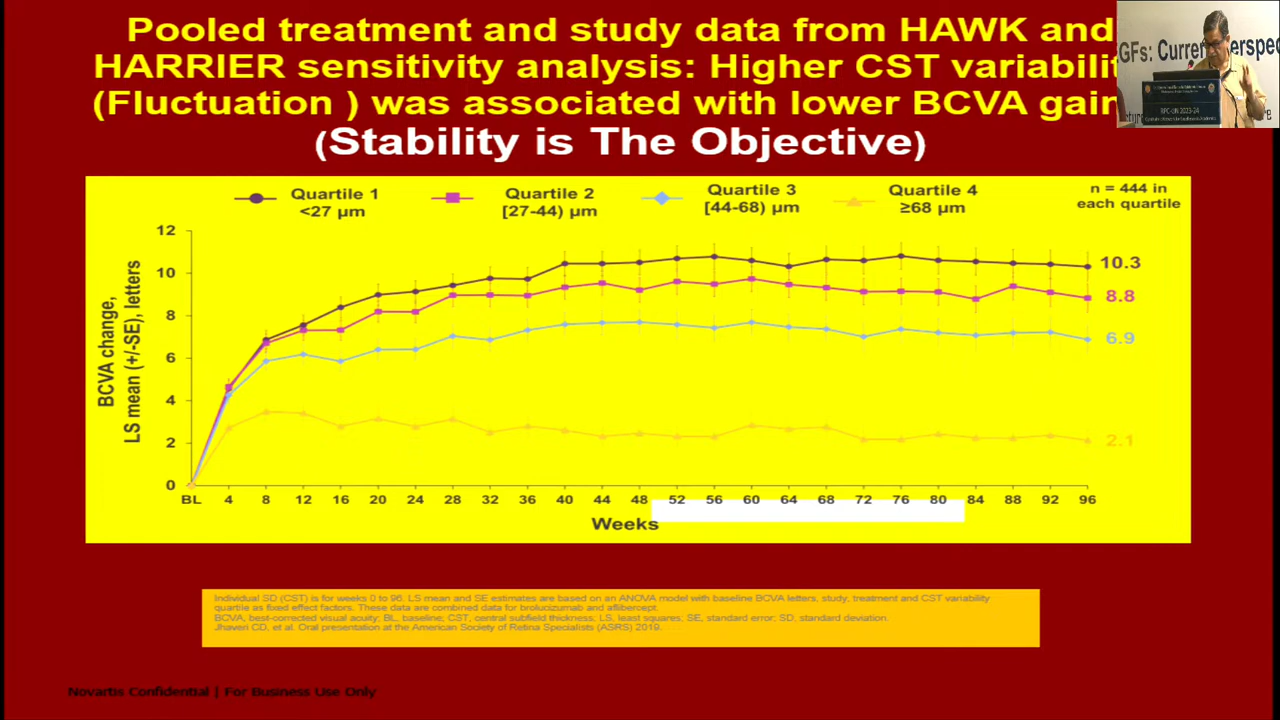 Pooled treatment and study data from HAWK and
HARRIER sensitivity analysis: Higher CST
(Fluctuation ) was associated with lower BCVA
(Stability is The Objective)
GFs: Current
RPC-UN 2023-24
Quartile 1
<27 µm
Quartile 2
[27-44) µm
Quartile 3
[44-68) µm
Quartile 4
≥68 µm
n = 444 in
each quartile
BCVA change,
LS mean (+/-SE), letters
12
10
8
6
4
2
0
10.3
8.8
6.9
2.1
BL 4 8 12 16 20 24 28 32 36 40 44 48 52 56 60 64 68 72 76 80 84 88 92 96
Weeks
Individual SD (CST) is for weeks 0 to 96. LS mean and SE estimates are based on an ANOVA model with baseline BCVA letters, study, treatment and CST variability
quartile as fixed effect factors. These data are combined data for brolucizumab and aflibercept.
BCVA, best-corrected visual acuity; BL, baseline; CST, central subfield thickness; LS, least squares; SE, standard error; SD, standard deviation.
Jhaveri CD, et al. Oral presentation at the American Society of Retina Specialists (ASRS) 2019.
Novartis Confidential | For Business Use Only